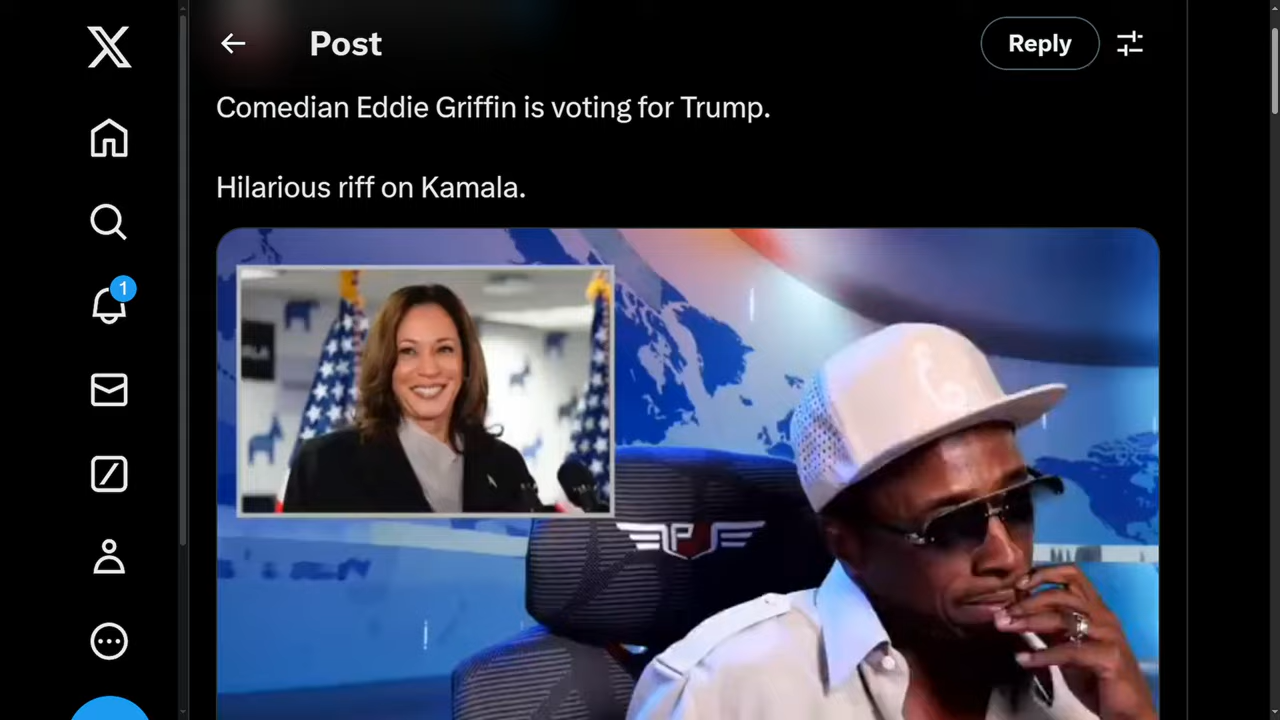 Post
Reply
Comedian Eddie Griffin is voting for Trump.
Hilarious riff on Kamala.
1
P